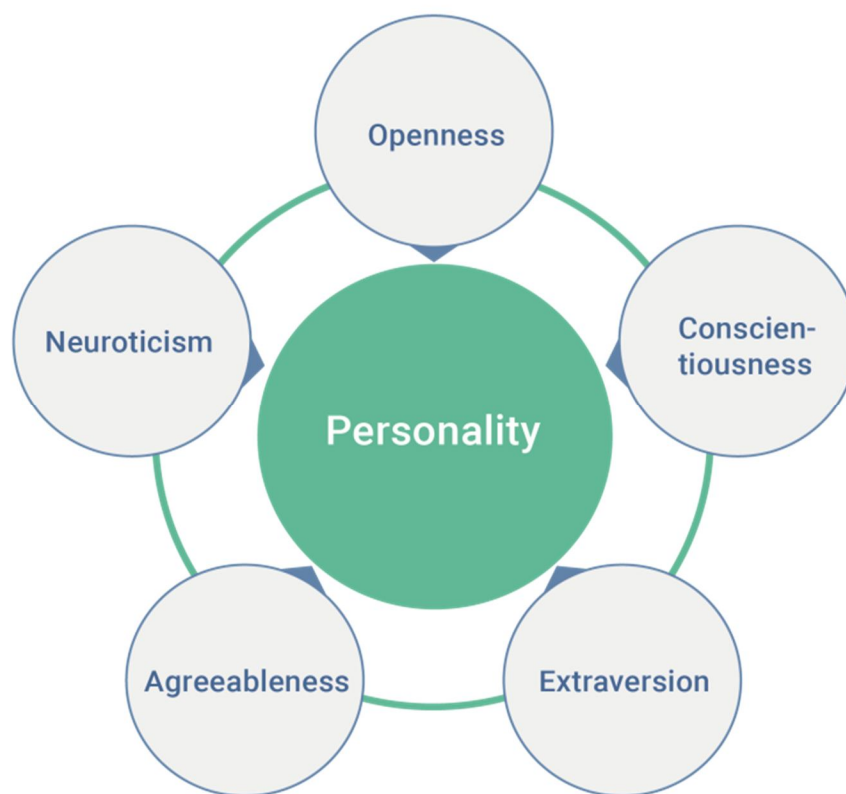 Openness
Conscien-
tiousness
Neuroticism
Personality
Agreeableness
Extraversion